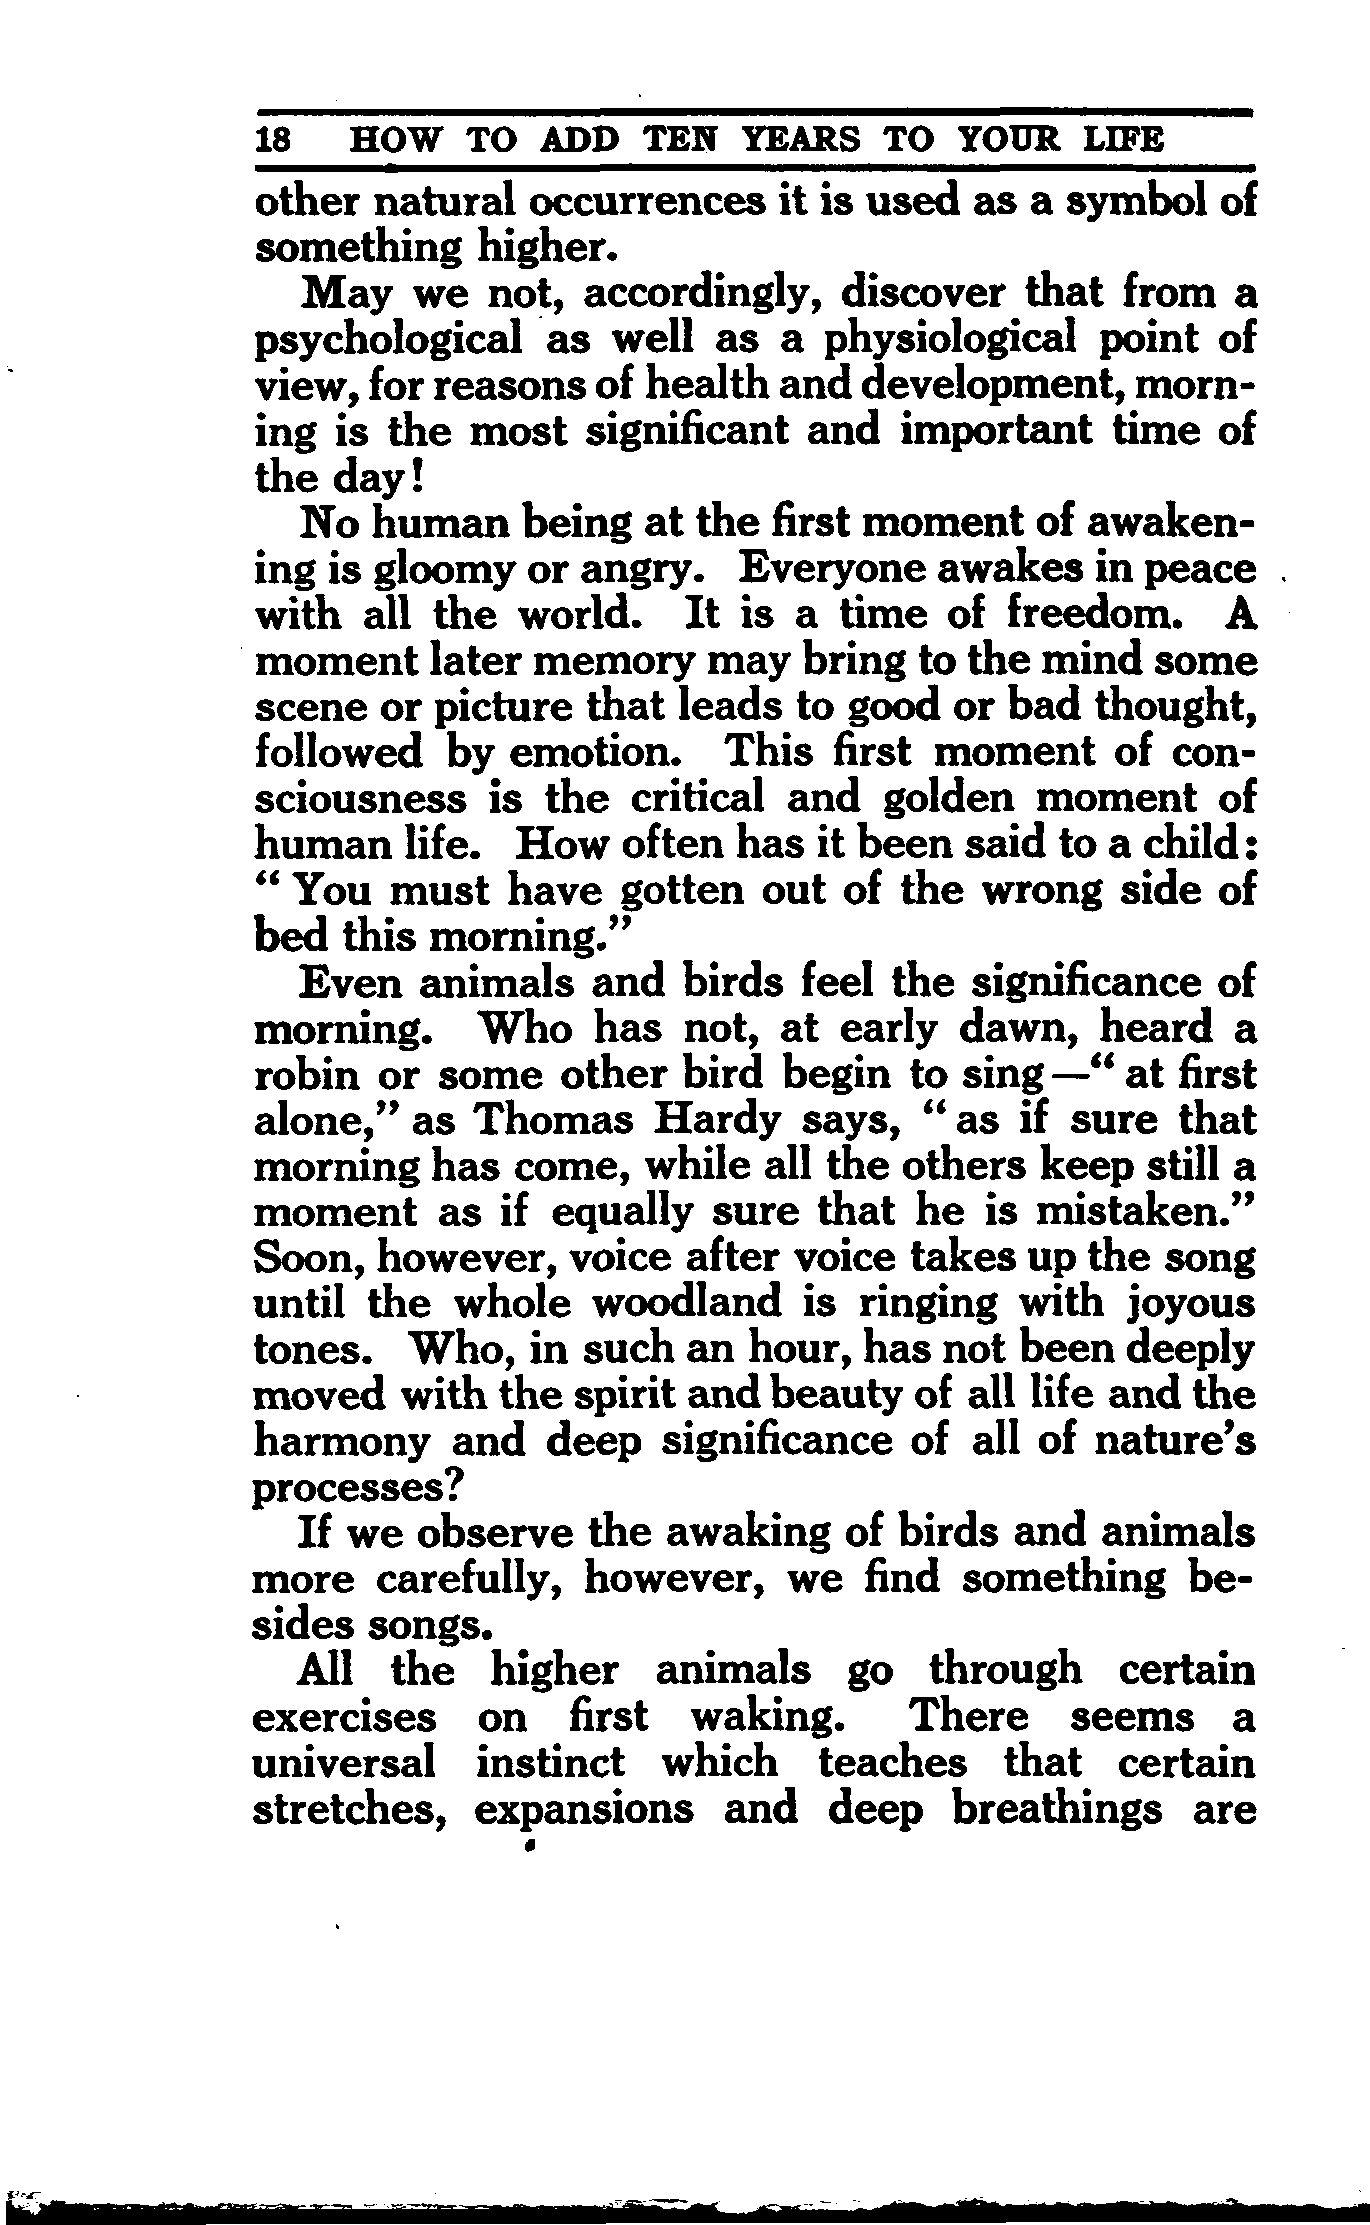 18 HOW TO ADD TEN YEARS TO YOUR LIFE
other natural occurrences it is used as a symbol of
something higher.
May we not, accordingly, discover that from a
psychological as well as a physiological point of
view, for reasons of health and development, morn-
ing is the most significant and important time of
the day!
No human being at the first moment of awaken-
ing is gloomy or angry. Everyone awakes in peace
with all the world. It is a time of freedom. A
moment later memory may bring to the mind some
scene or picture that leads to good or bad thought,
followed by emotion. This first moment of con-
sciousness is the critical and golden moment of
human life. How often has it been said to a child:
“ You must have gotten out of the wrong side of
bed this morning.”
Even animals and birds feel the significance of
morning. Who has not, at early dawn, heard a
robin or some other bird begin to sing—“ at first
alone,” as Thomas Hardy says, “ as if sure that
morning has come, while all the others keep still a
moment as if equally sure that he is mistaken.”
Soon, however, voice after voice takes up the song
until the whole woodland is ringing with joyous
tones. Who, in such an hour, has not been deeply
moved with the spirit and beauty of all life and the
harmony and deep significance of all of nature’s
processes?
If we observe the awaking of birds and animals
more carefully, however, we find something be-
sides songs.
All the higher animals go through certain
exercises on first waking. There seems a
universal instinct which teaches that certain
stretches, expansions and deep breathings are